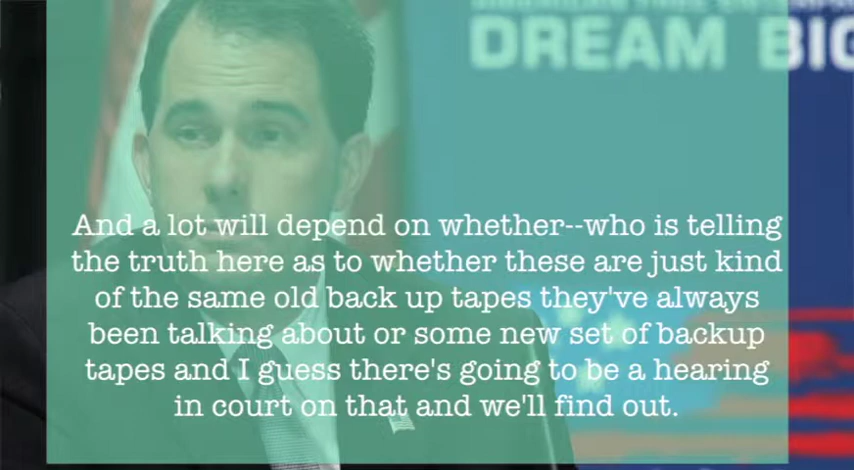 DREAM BIG
And a lot will depend on whether--who is telling
the truth here as to whether these are just kind
of the same old back up tapes they've always
been talking about or some new set of backup
tapes and I guess there's going to be a hearing
in court on that and we'll find out.